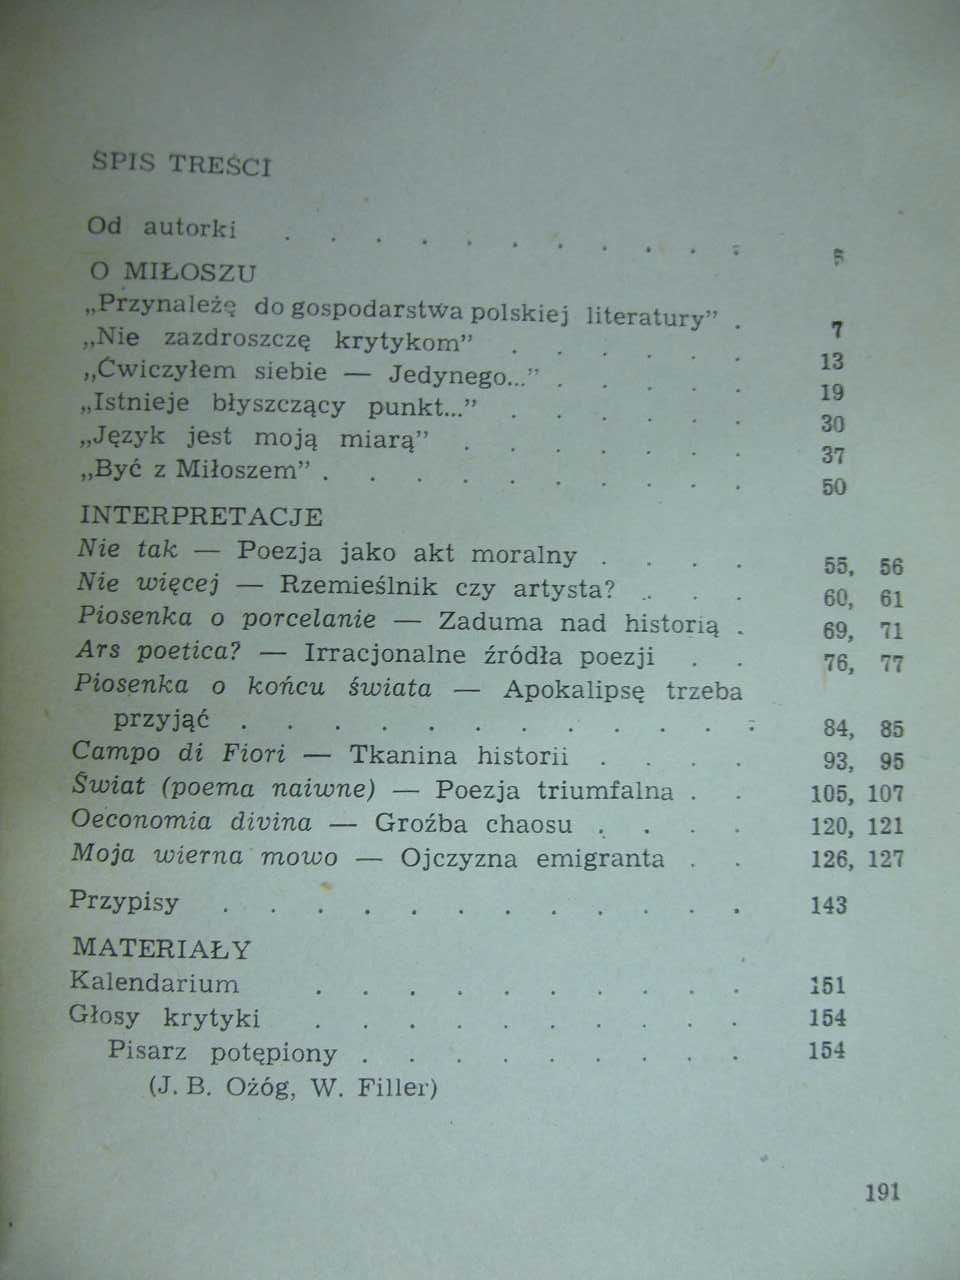 SPIS TREŚCI
Od autorki . . . . . . . . . . . 5
O MIŁOSZU
„Przynależę do gospodarstwa polskiej literatury” . 7
„Nie zazdroszczę krytykom” . . . . . . 13
„Ćwiczyłem siebie — Jedynego...” . . . . . 19
„Istnieje błyszczący punkt...” . . . . . . 30
„Język jest moją miarą” . . . . . . . 37
„Być z Miłoszem” . . . . . . . . . . 50
INTERPRETACJE
Nie tak — Poezja jako akt moralny . . . . 55, 56
Nie więcej — Rzemieślnik czy artysta? . . . 60, 61
Piosenka o porcelanie — Zaduma nad historią . 69, 71
Ars poetica? — Irracjonalne źródła poezji . . 76, 77
Piosenka o końcu świata — Apokalipsę trzeba
przyjąć . . . . . . . . . . . . 84, 85
Campo di Fiori — Tkanina historii . . . . 93, 95
Świat (poema naiwne) — Poezja triumfalna . . 105, 107
Oeconomia divina — Groźba chaosu . . . . 120, 121
Moja wierna mowo — Ojczyzna emigranta . . 126, 127
Przypisy . . . . . . . . . . . . 143
MATERIAŁY
Kalendarium . . . . . . . . . . 151
Głosy krytyki . . . . . . . . . . 154
Pisarz potępiony . . . . . . . . . 154
(J. B. Ożóg, W. Filler)
191